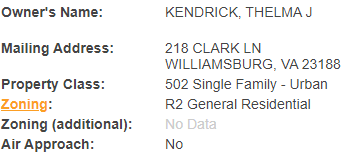 Owner's Name: KENDRICK, THELMA J
Mailing Address: 218 CLARK LN
WILLIAMSBURG, VA 23188
Property Class: 502 Single Family - Urban
Zoning: R2 General Residential
Zoning (additional): No Data
Air Approach: No